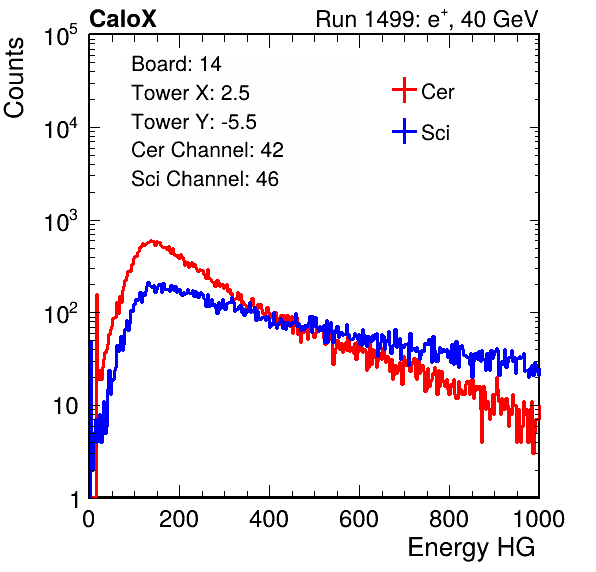 CaloX Run 1499: e⁺, 40 GeV
Counts
Board: 14
Tower X: 2.5
Tower Y: -5.5
Cer Channel: 42
Sci Channel: 46
Cer
Sci
10⁵
10⁴
10³
10²
10
1
0 200 400 600 800 1000
Energy HG